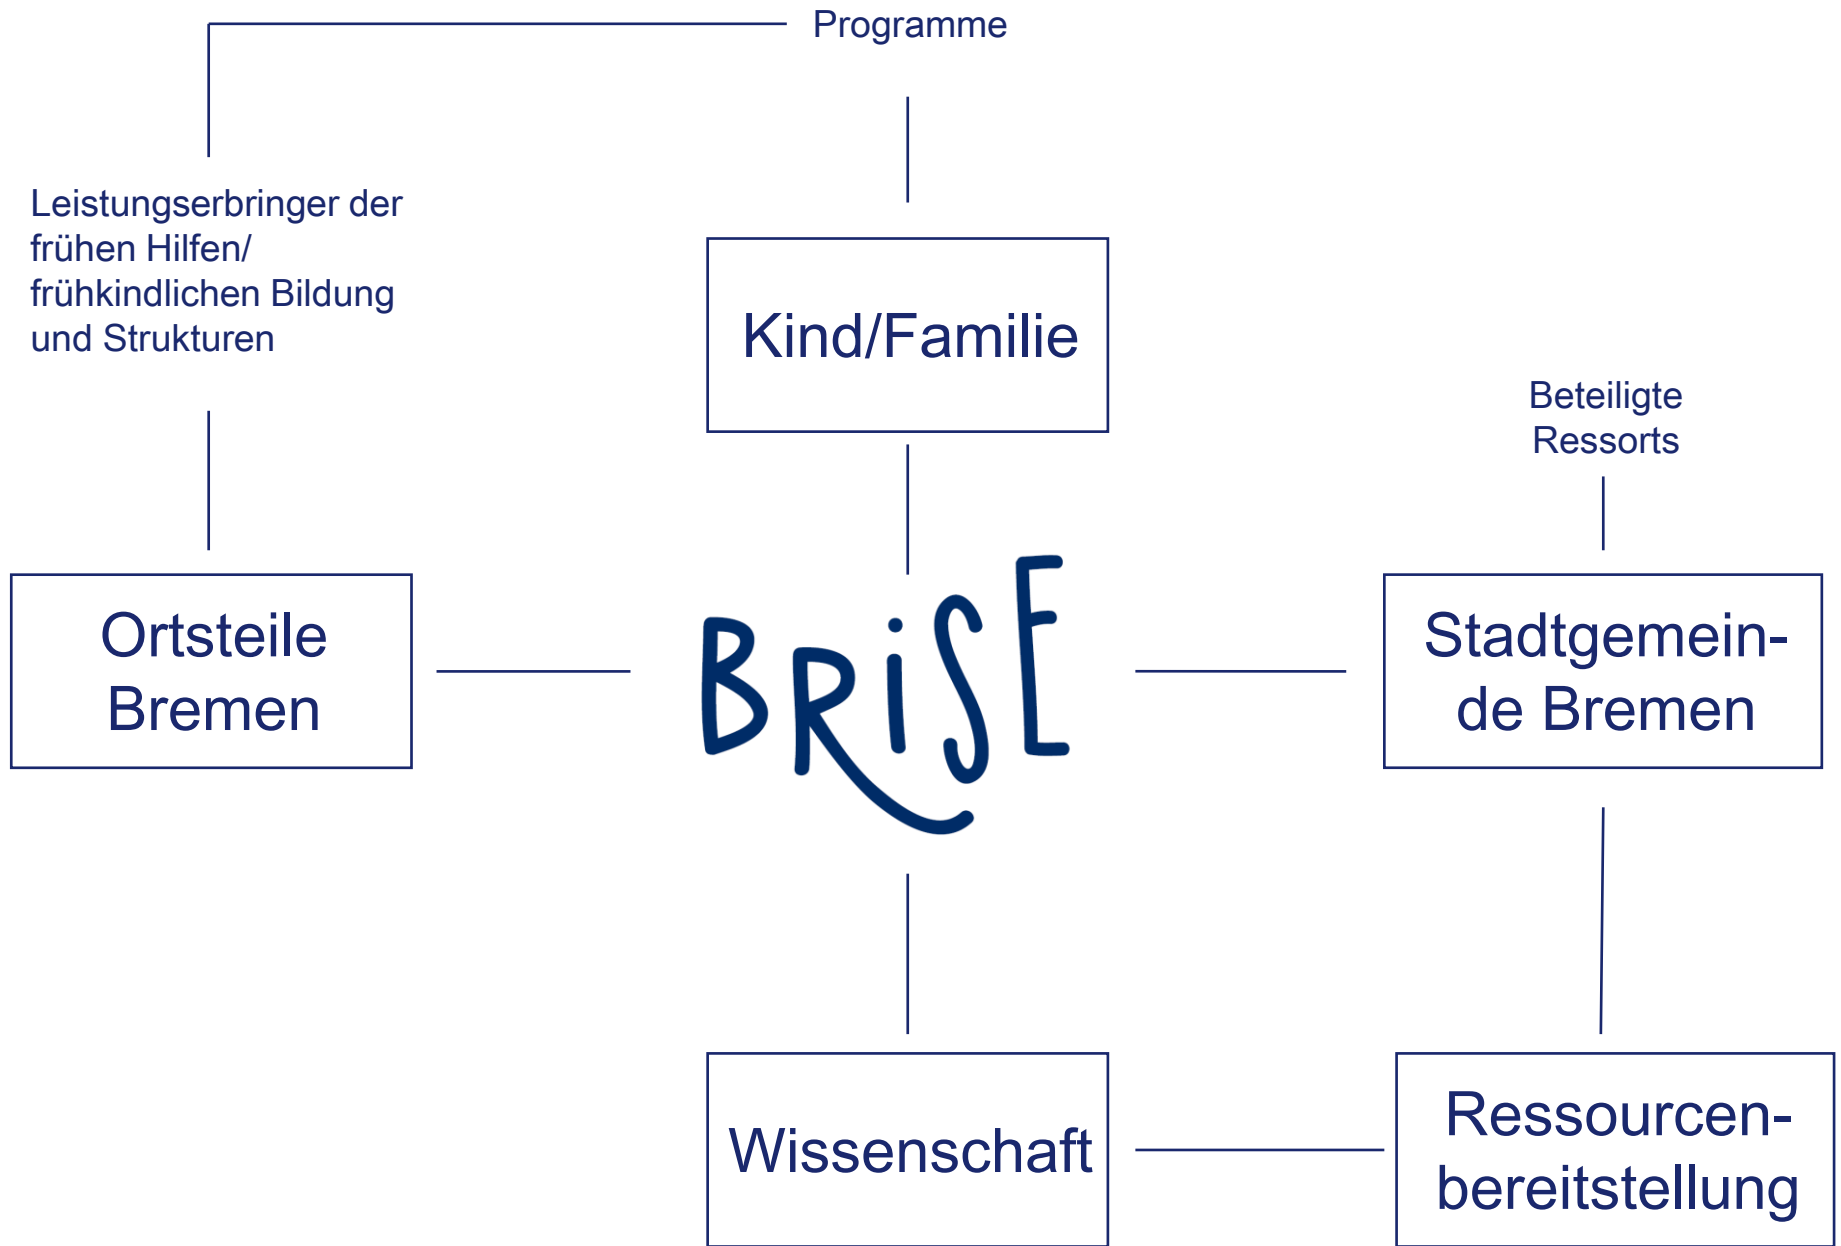 Programme
Leistungserbringer der
frühen Hilfen/
frühkindlichen Bildung
und Strukturen
Kind/Familie
Beteiligte
Ressorts
Ortsteile
Bremen
BRiSE
Stadtgemein-
de Bremen
Wissenschaft
Ressourcen-
bereitstellung